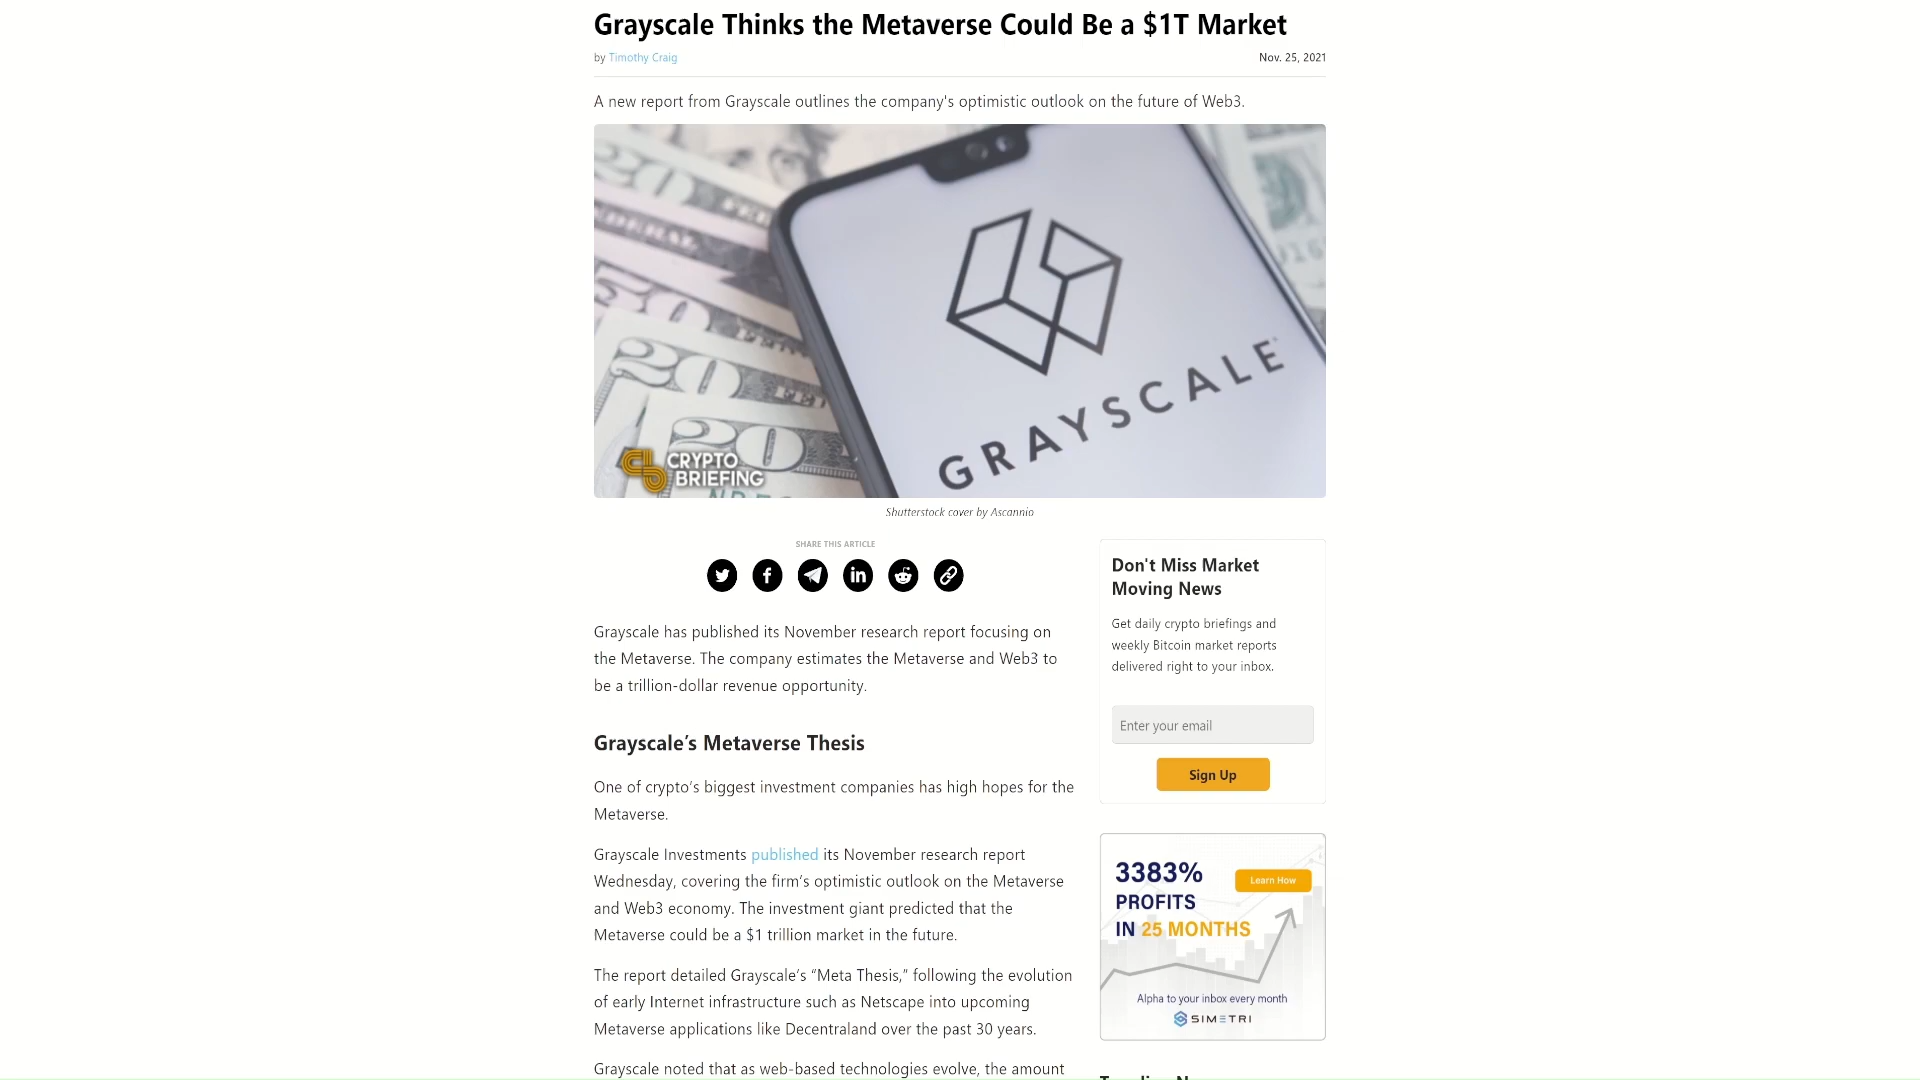 Grayscale Thinks the Metaverse Could Be a $1T Market
by Timothy Craig
Nov. 25, 2021
A new report from Grayscale outlines the company's optimistic outlook on the future of Web3.
50
20
20
GRAYSCALE
CRYPTO
BRIEFING
Shutterstock cover by Ascannio
SHARE THIS ARTICLE
Grayscale has published its November research report focusing on
the Metaverse. The company estimates the Metaverse and Web3 to
be a trillion-dollar revenue opportunity.
Grayscale’s Metaverse Thesis
One of crypto’s biggest investment companies has high hopes for the
Metaverse.
Grayscale Investments published its November research report
Wednesday, covering the firm’s optimistic outlook on the Metaverse
and Web3 economy. The investment giant predicted that the
Metaverse could be a $1 trillion market in the future.
The report detailed Grayscale’s “Meta Thesis,” following the evolution
of early Internet infrastructure such as Netscape into upcoming
Metaverse applications like Decentraland over the past 30 years.
Grayscale noted that as web-based technologies evolve, the amount
Don't Miss Market
Moving News
Get daily crypto briefings and
weekly Bitcoin market reports
delivered right to your inbox.
Enter your email
Sign Up
3383%
PROFITS
IN 25 MONTHS
Learn How
Alpha to your inbox every month
SIMETRI